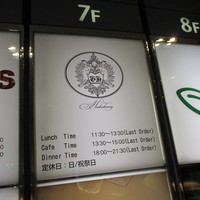 7F
8F
S
Lunch Time 11:30~13:30(Last Order)
Cafe Time 13:30~15:00(Last Order)
Dinner Time 18:00~21:30(Last Order)
定休日：日/祝祭日